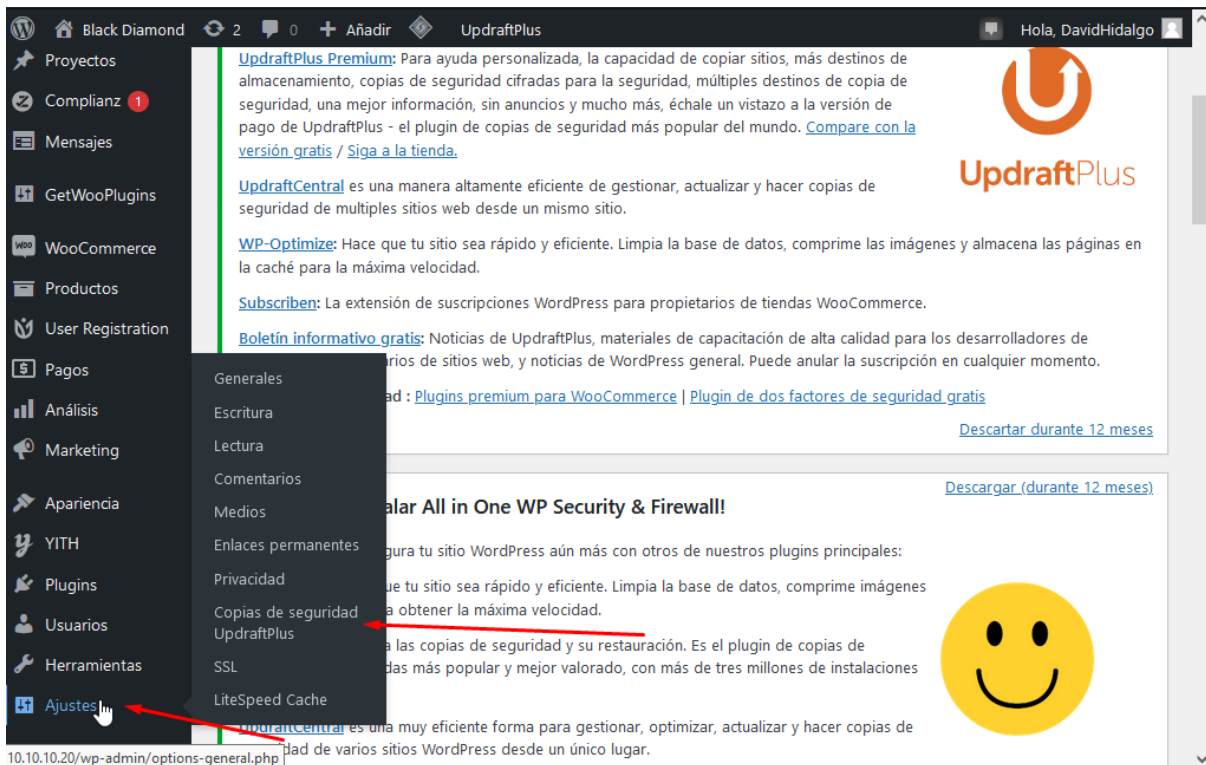 Black Diamond 2 0 + Añadir UpdraftPlus Hola, DavidHidalgo
Proyectos
Complianz 1
Mensajes
GetWooPlugins
WooCommerce
Productos
User Registration
Pagos
Análisis
Marketing
Apariencia
YITH
Plugins
Usuarios
Herramientas
Ajustes
Generales
Escritura
Lectura
Comentarios
Medios
Enlaces permanentes
Privacidad
Copias de seguridad
UpdraftPlus
SSL
LiteSpeed Cache
UpdraftPlus Premium: Para ayuda personalizada, la capacidad de copiar sitios, más destinos de
almacenamiento, copias de seguridad cifradas para la seguridad, múltiples destinos de copia de
seguridad, una mejor información, sin anuncios y mucho más, échale un vistazo a la versión de
pago de UpdraftPlus - el plugin de copias de seguridad más popular del mundo. Compare con la
versión gratis / Siga a la tienda.
UpdraftPlus
UpdraftCentral es una manera altamente eficiente de gestionar, actualizar y hacer copias de
seguridad de multiples sitios web desde un mismo sitio.
WP-Optimize: Hace que tu sitio sea rápido y eficiente. Limpia la base de datos, comprime las imágenes y almacena las páginas en
la caché para la máxima velocidad.
Subscriben: La extensión de suscripciones WordPress para propietarios de tiendas WooCommerce.
Boletín informativo gratis: Noticias de UpdraftPlus, materiales de capacitación de alta calidad para los desarrolladores de
rios de sitios web, y noticias de WordPress general. Puede anular la suscripción en cualquier momento.
ad : Plugins premium para WooCommerce | Plugin de dos factores de seguridad gratis
Descartar durante 12 meses
Descargar (durante 12 meses)
alar All in One WP Security & Firewall!
gura tu sitio WordPress aún más con otros de nuestros plugins principales:
ue tu sitio sea rápido y eficiente. Limpia la base de datos, comprime imágenes
a obtener la máxima velocidad.
a las copias de seguridad y su restauración. Es el plugin de copias de
das más popular y mejor valorado, con más de tres millones de instalaciones
UpdraftCentral es una muy eficiente forma para gestionar, optimizar, actualizar y hacer copias de
dad de varios sitios WordPress desde un único lugar.
10.10.10.20/wp-admin/options-general.php